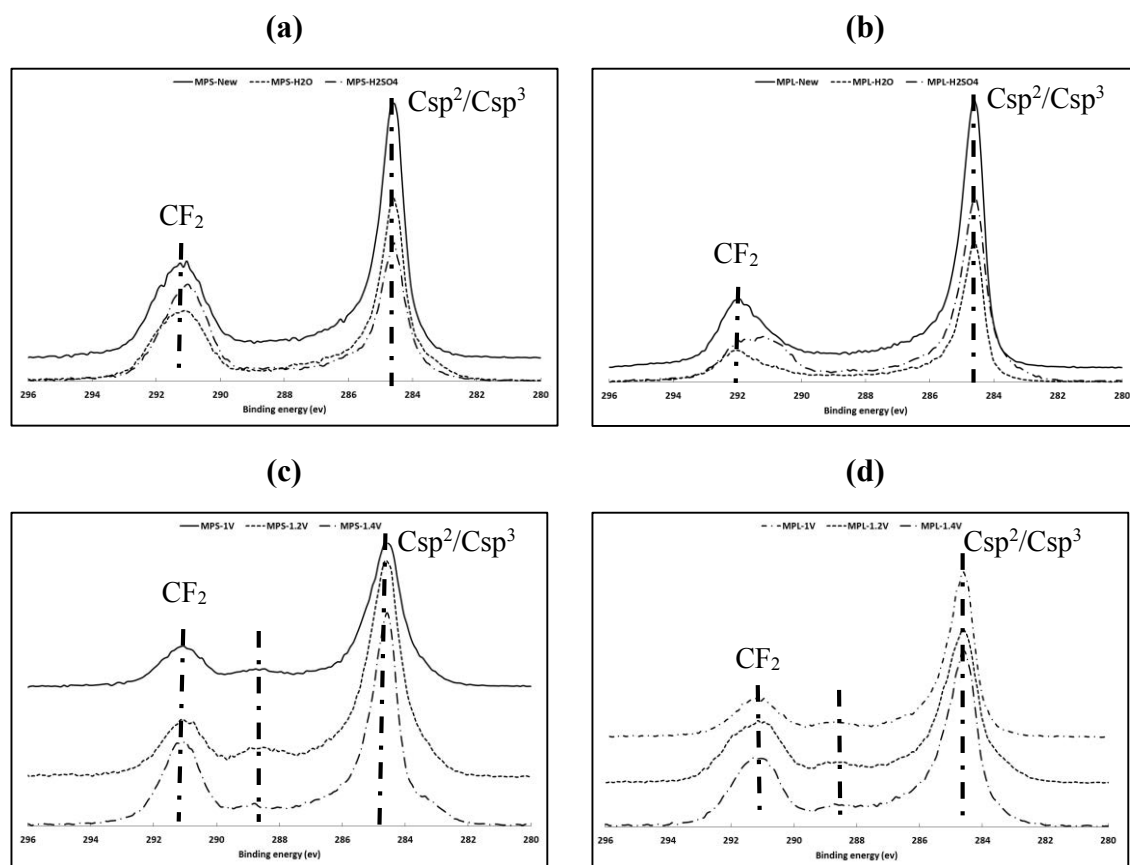 (a)
(b)
MPS-New MPS-H2O MPS-H2SO4
MPL-New MPL-H2O MPL-H2SO4
Csp²/Csp³
Csp²/Csp³
CF₂
CF₂
296 294 292 290 288 286 284 282 280
Binding energy (ev)
296 294 292 290 288 286 284 282 280
Binding energy (ev)
(c)
(d)
MPS-1V MPS-1.2V MPS-1.4V
MPL-1V MPL-1.2V MPL-1.4V
Csp²/Csp³
Csp²/Csp³
CF₂
CF₂
296 294 292 290 288 286 284 282 280
Binding energy (ev)
296 294 292 290 288 286 284 282 280
Binding energy (ev)